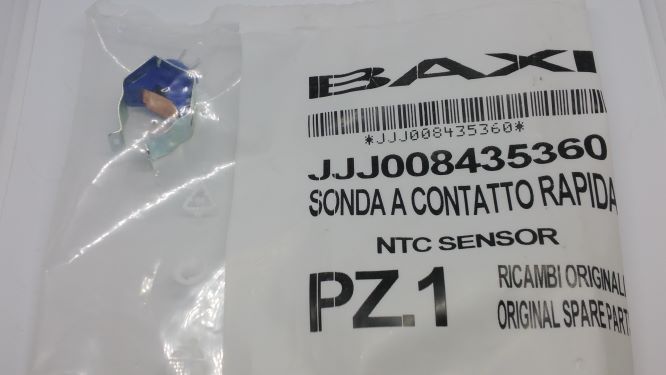 BAXI
*JJJ008435360*
JJJ008435360
SONDA A CONTATTO RAPIDA
NTC SENSOR
PZ.1
RICAMBI ORIGINALI
ORIGINAL SPARE PART